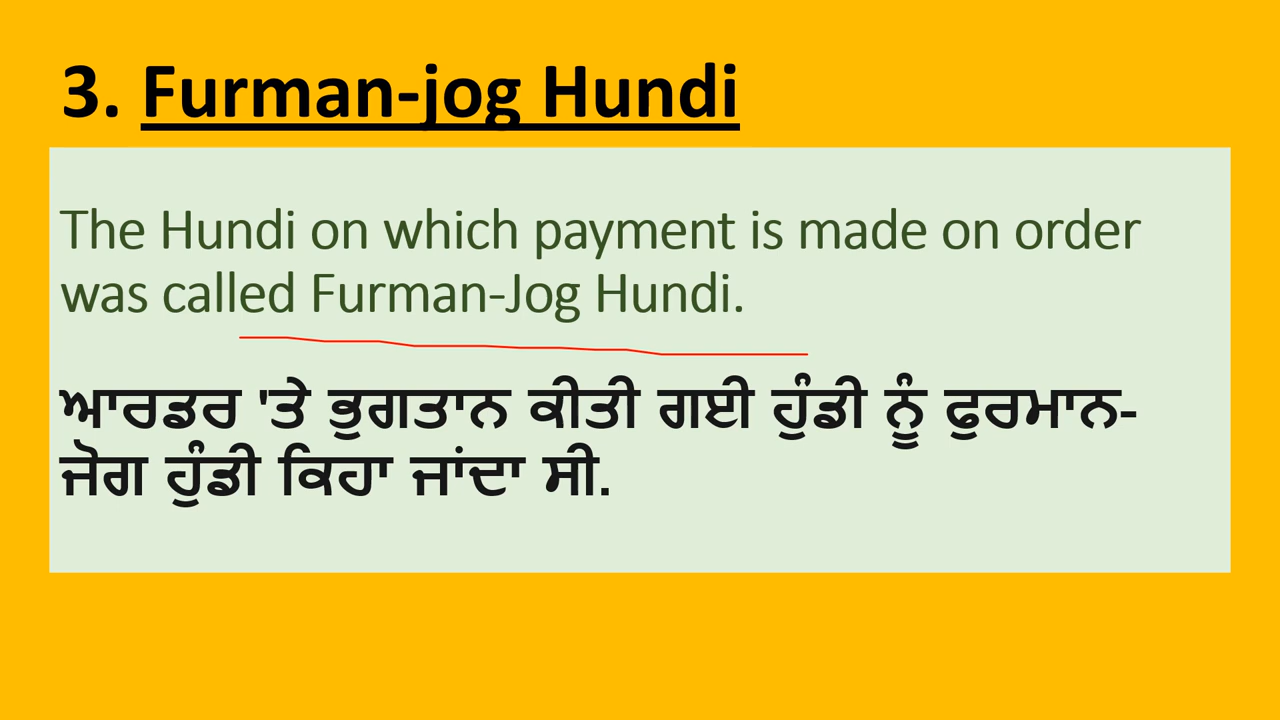 3. Furman-jog Hundi
The Hundi on which payment is made on order
was called Furman-Jog Hundi.
ਆਰਡਰ 'ਤੇ ਭੁਗਤਾਨ ਕੀਤੀ ਗਈ ਹੁੰਡੀ ਨੂੰ ਫੁਰਮਾਨ-
ਜੋਗ ਹੁੰਡੀ ਕਿਹਾ ਜਾਂਦਾ ਸੀ.